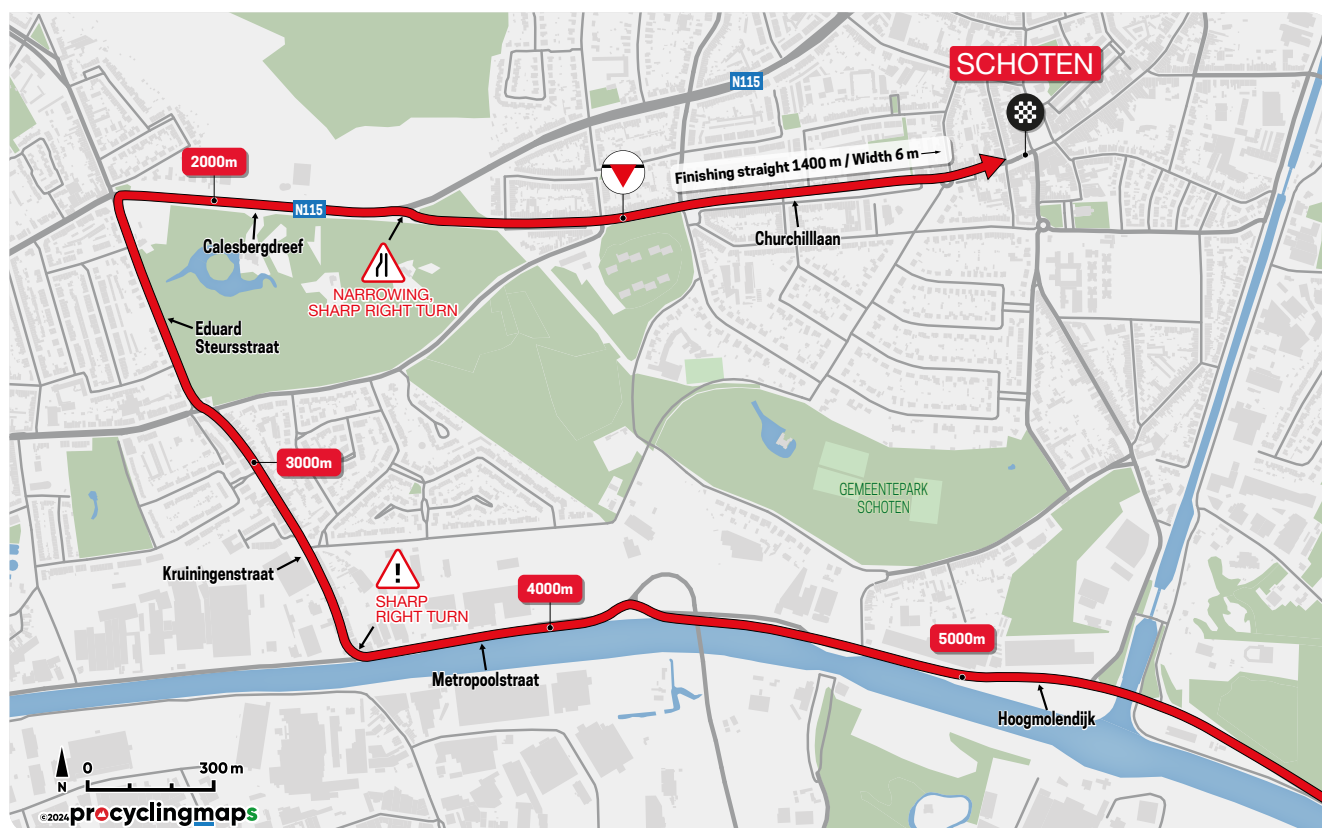 SCHOTEN
N115
2000m
Finishing straight 1400 m / Width 6 m
N115
Calesbergdreef
Churchilllaan
NARROWING,
SHARP RIGHT TURN
Eduard
Steursstraat
3000m
GEMEENTEPARK
SCHOTEN
Kruiningenstraat
!
SHARP
RIGHT TURN
4000m
5000m
Metropoolstraat
Hoogmolendijk
N
0 300 m
©2024 procyclingmaps